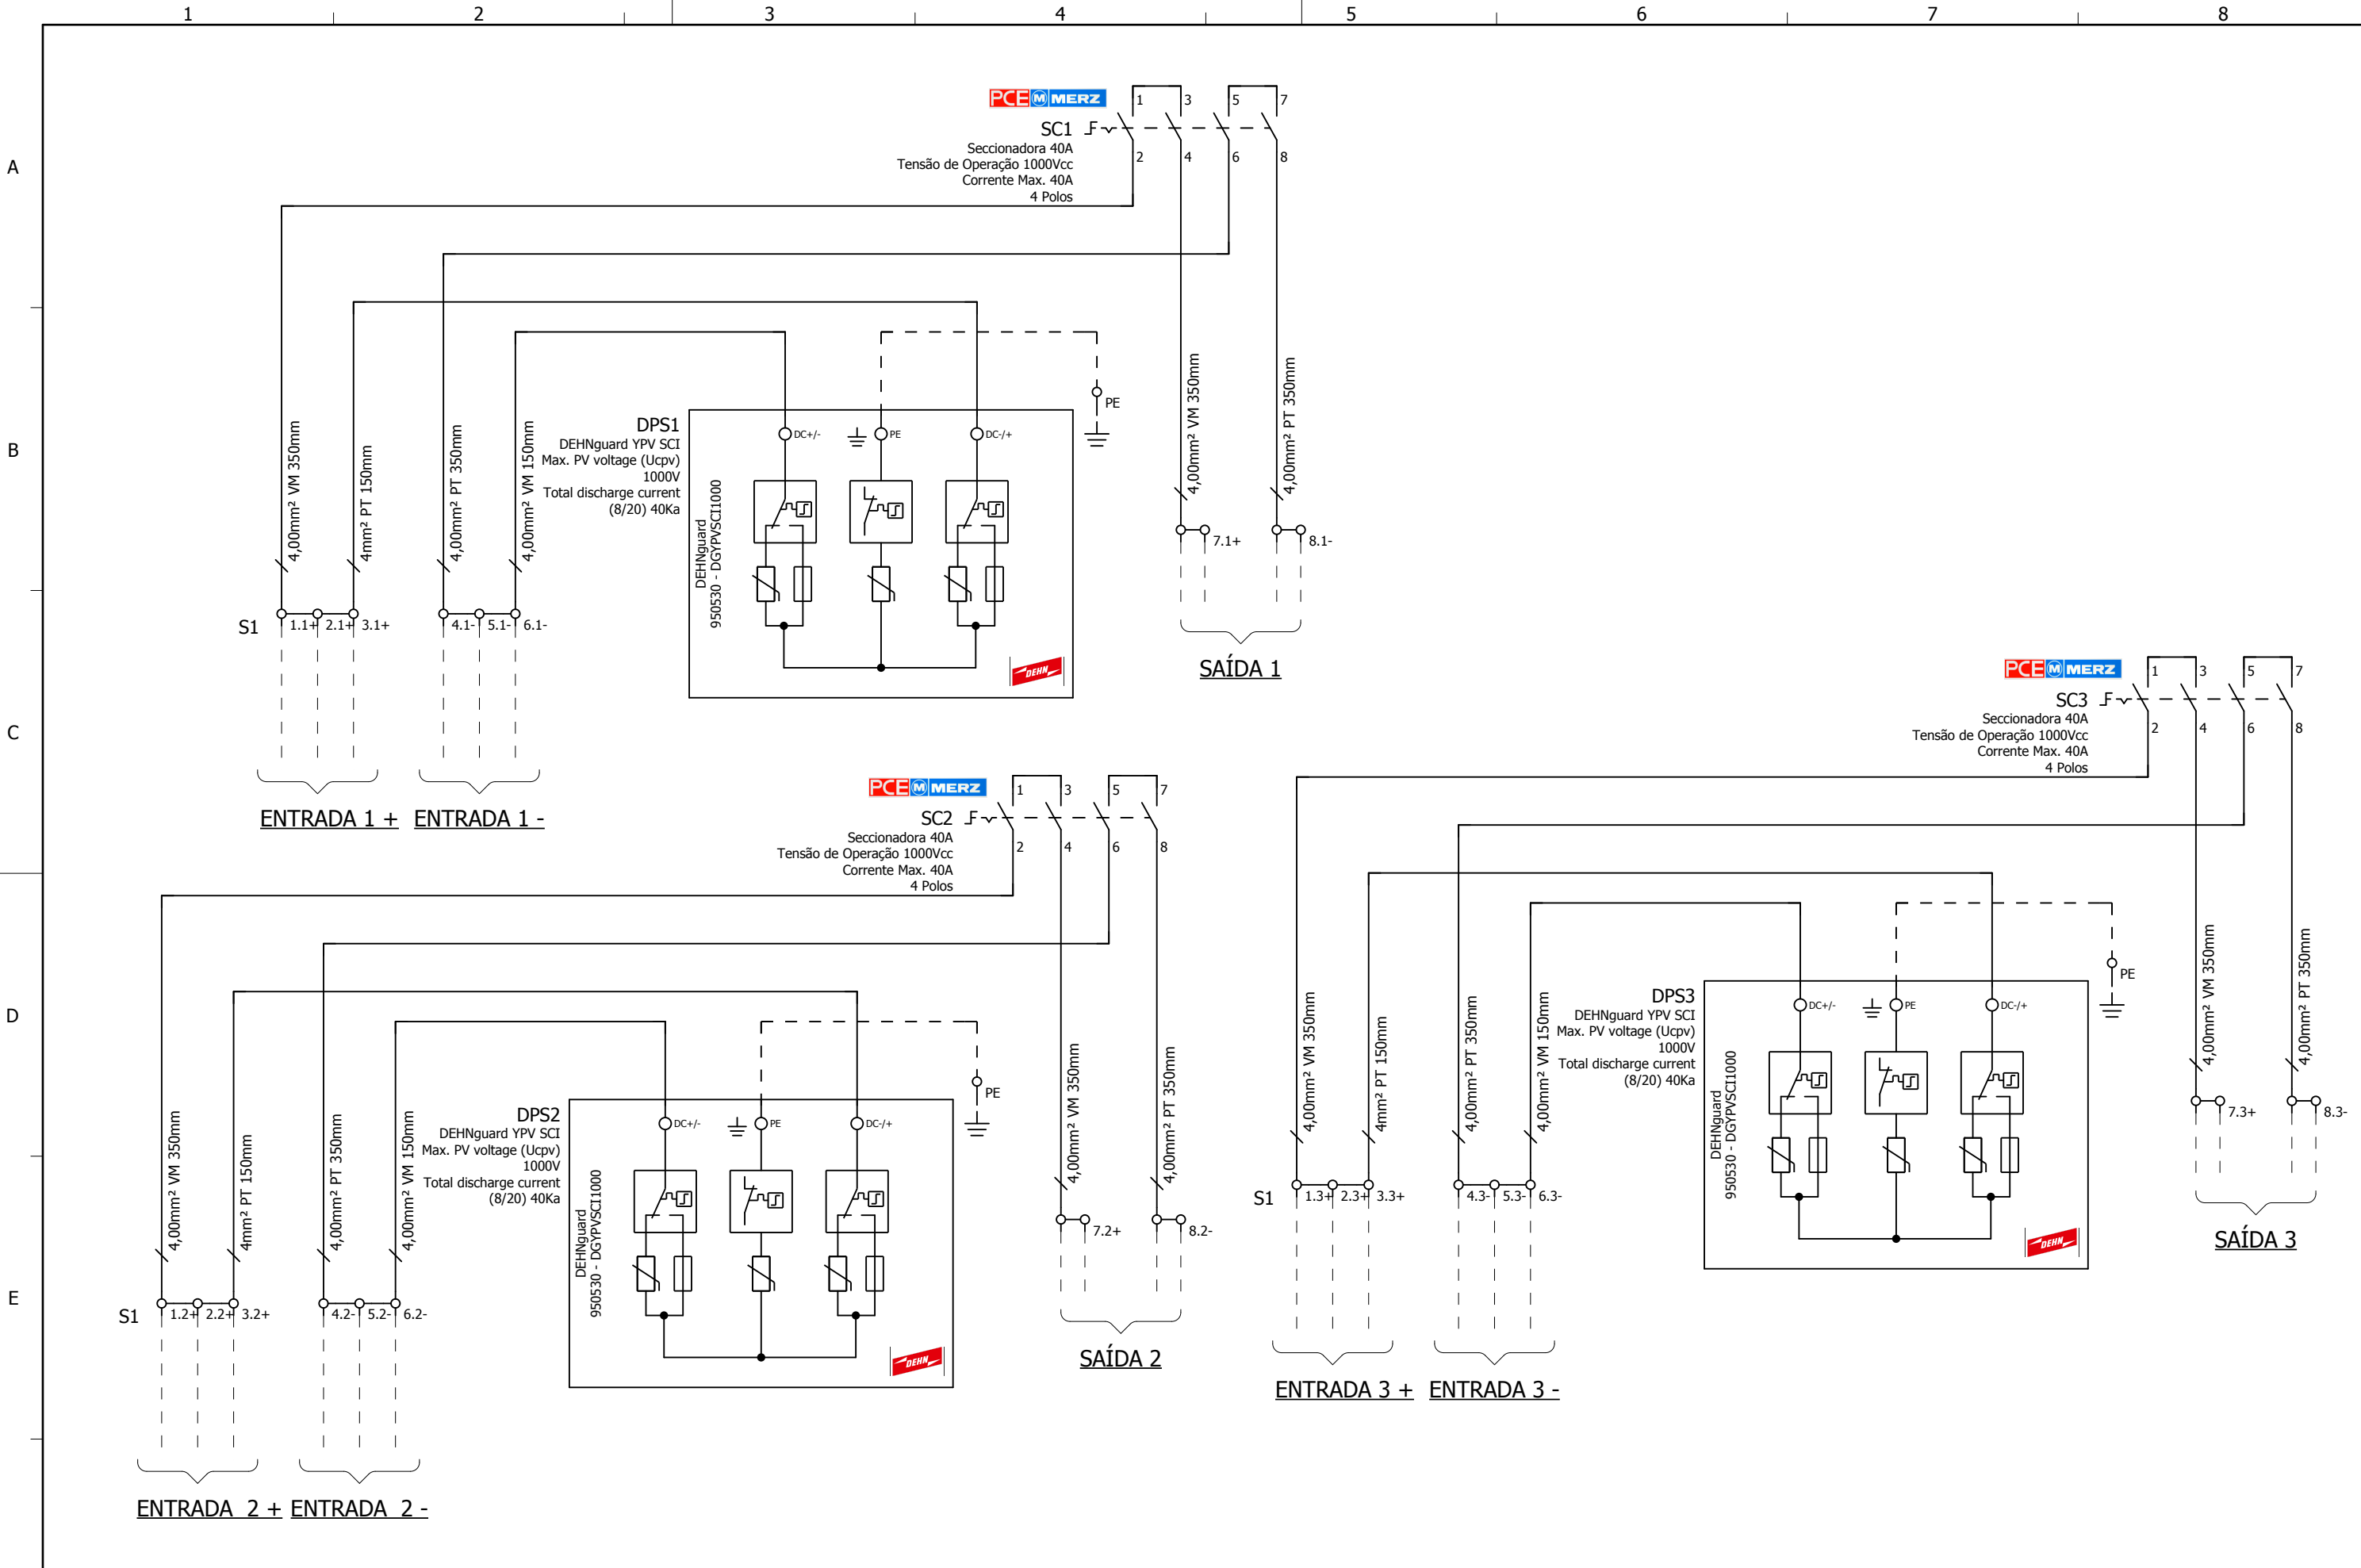 1 2 3 4 5 6 7 8
A
B
C
D
E
PCE M MERZ
SC1
Seccionadora 40A
Tensão de Operação 1000Vcc
Corrente Max. 40A
4 Polos
1 3 5 7
2 4 6 8
4,00mm² VM 350mm
4mm² PT 150mm
4,00mm² PT 350mm
4,00mm² VM 150mm
DPS1
DEHNguard YPV SCI
Max. PV voltage (Ucpv)
1000V
Total discharge current
(8/20) 40Ka
DEHNguard
950530 - DGYPVSCI1000
DC+/- PE DC-/+
PE
DEHN
4,00mm² VM 350mm
4,00mm² PT 350mm
7.1+ 8.1-
SAÍDA 1
S1 1.1+ 2.1+ 3.1+ 4.1- 5.1- 6.1-
ENTRADA 1 + ENTRADA 1 -
PCE M MERZ
SC2
Seccionadora 40A
Tensão de Operação 1000Vcc
Corrente Max. 40A
4 Polos
1 3 5 7
2 4 6 8
4,00mm² VM 350mm
4mm² PT 150mm
4,00mm² PT 350mm
4,00mm² VM 150mm
DPS2
DEHNguard YPV SCI
Max. PV voltage (Ucpv)
1000V
Total discharge current
(8/20) 40Ka
DEHNguard
950530 - DGYPVSCI1000
DC+/- PE DC-/+
PE
DEHN
4,00mm² VM 350mm
4,00mm² PT 350mm
7.2+ 8.2-
SAÍDA 2
S1 1.2+ 2.2+ 3.2+ 4.2- 5.2- 6.2-
ENTRADA 2 + ENTRADA 2 -
PCE M MERZ
SC3
Seccionadora 40A
Tensão de Operação 1000Vcc
Corrente Max. 40A
4 Polos
1 3 5 7
2 4 6 8
4,00mm² VM 350mm
4mm² PT 150mm
4,00mm² PT 350mm
4,00mm² VM 150mm
DPS3
DEHNguard YPV SCI
Max. PV voltage (Ucpv)
1000V
Total discharge current
(8/20) 40Ka
DEHNguard
950530 - DGYPVSCI1000
DC+/- PE DC-/+
PE
DEHN
4,00mm² VM 350mm
4,00mm² PT 350mm
7.3+ 8.3-
SAÍDA 3
S1 1.3+ 2.3+ 3.3+ 4.3- 5.3- 6.3-
ENTRADA 3 + ENTRADA 3 -